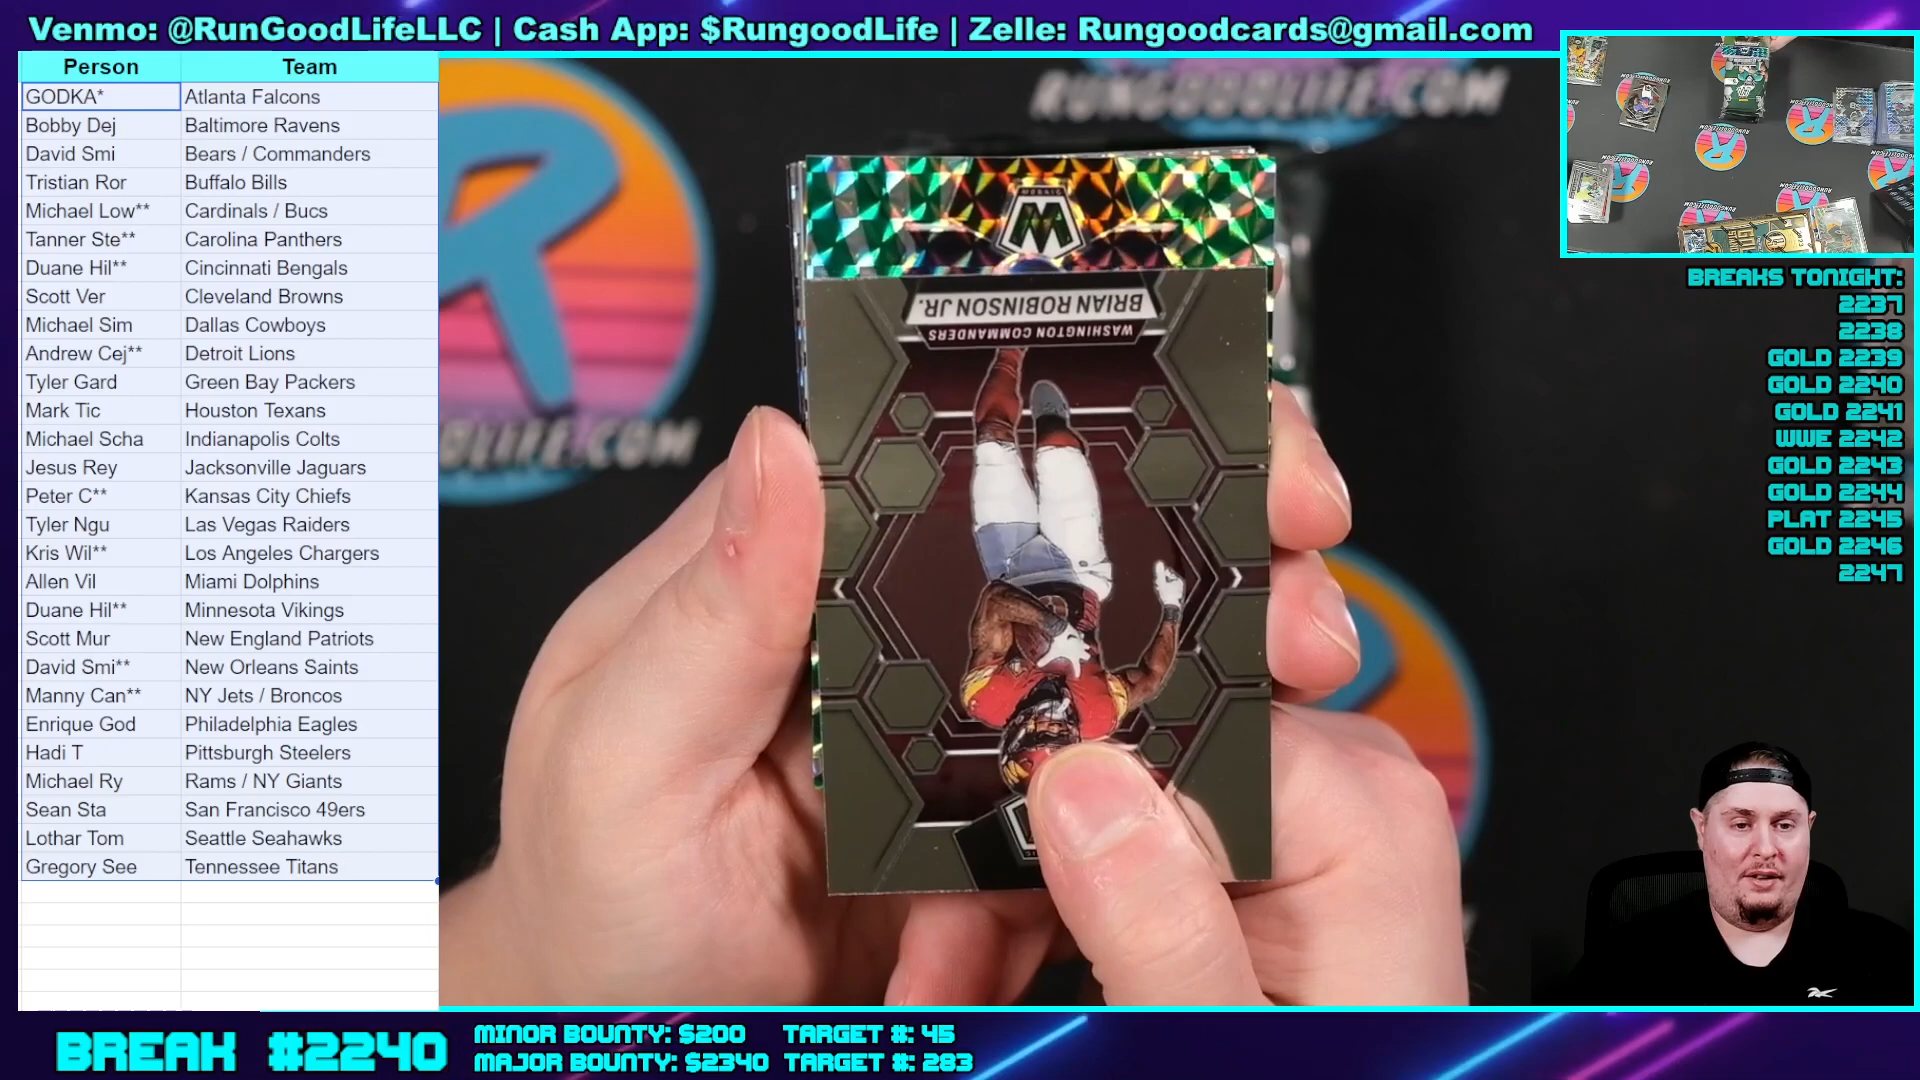 Venmo: @RunGoodLifeLLC | Cash App: $RungoodLife | Zelle: Rungoodcards@gmail.com
Person Team
GODKA* Atlanta Falcons
Bobby Dej Baltimore Ravens
David Smi Bears / Commanders
Tristian Ror Buffalo Bills
Michael Low** Cardinals / Bucs
Tanner Ste** Carolina Panthers
Duane Hil** Cincinnati Bengals
Scott Ver Cleveland Browns
Michael Sim Dallas Cowboys
Andrew Cej** Detroit Lions
Tyler Gard Green Bay Packers
Mark Tic Houston Texans
Michael Scha Indianapolis Colts
Jesus Rey Jacksonville Jaguars
Peter C** Kansas City Chiefs
Tyler Ngu Las Vegas Raiders
Kris Wil** Los Angeles Chargers
Allen Vil Miami Dolphins
Duane Hil** Minnesota Vikings
Scott Mur New England Patriots
David Smi** New Orleans Saints
Manny Can** NY Jets / Broncos
Enrique God Philadelphia Eagles
Hadi T Pittsburgh Steelers
Michael Ry Rams / NY Giants
Sean Sta San Francisco 49ers
Lothar Tom Seattle Seahawks
Gregory See Tennessee Titans
RUNGOODLIFE.COM
ODLIFE.COM
MOSAIC
BRIAN ROBINSON JR.
WASHINGTON COMMANDERS
BREAKS TONIGHT:
2237
2238
GOLD 2239
GOLD 2240
GOLD 2241
WWE 2242
GOLD 2243
GOLD 2244
PLAT 2245
GOLD 2246
2247
BREAK #2240
MINOR BOUNTY: $200 TARGET #: 45
MAJOR BOUNTY: $2340 TARGET #: 283